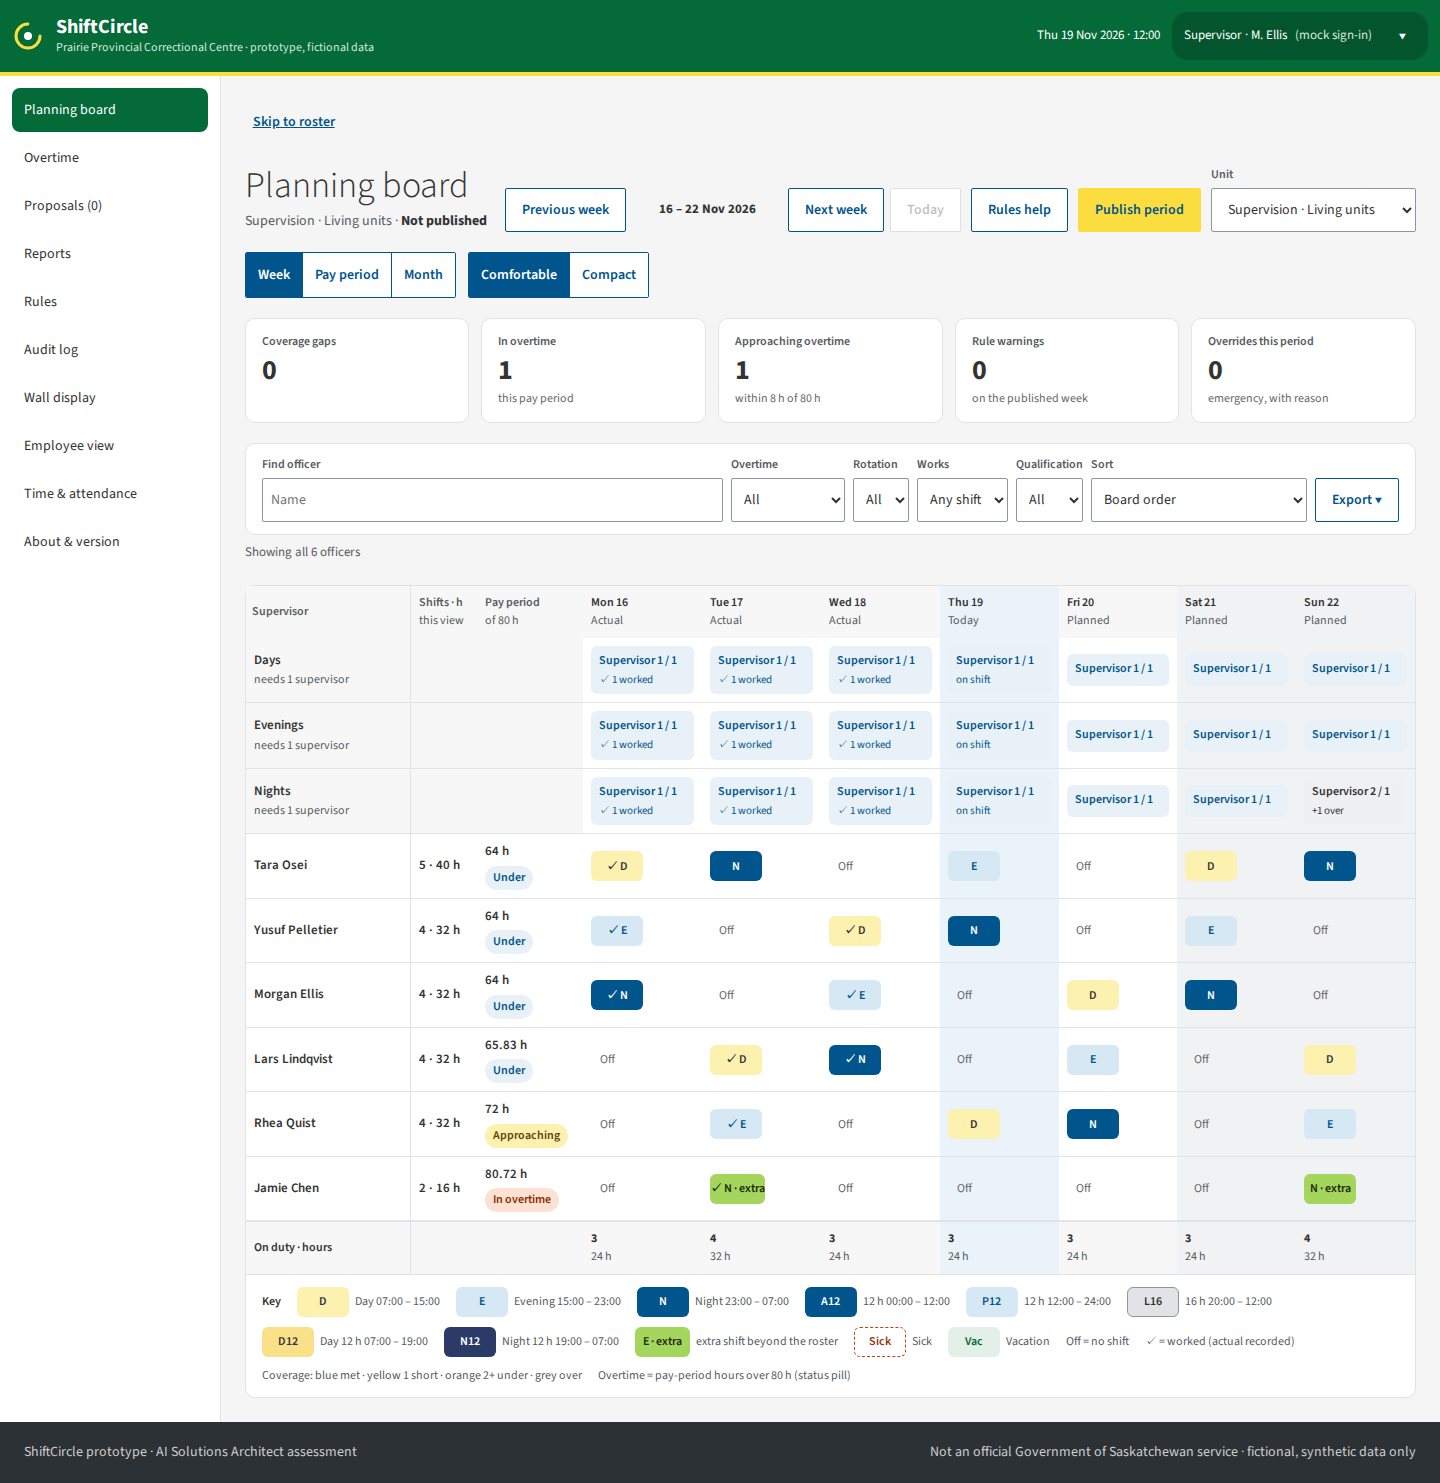 ShiftCircle
Prairie Provincial Correctional Centre · prototype, fictional data
Thu 19 Nov 2026 · 12:00
Supervisor · M. Ellis (mock sign-in) ▼
Planning board
Overtime
Proposals (0)
Reports
Rules
Audit log
Wall display
Employee view
Time & attendance
About & version
Skip to roster
Planning board
Supervision · Living units · Not published
Previous week
16 – 22 Nov 2026
Next week
Today
Rules help
Publish period
Unit
Supervision · Living units
Week Pay period Month
Comfortable Compact
Coverage gaps
0
In overtime
1
this pay period
Approaching overtime
1
within 8 h of 80 h
Rule warnings
0
on the published week
Overrides this period
0
emergency, with reason
Find officer Overtime Rotation Works Qualification Sort
Name All All Any shift All Board order Export ▾
Showing all 6 officers
Supervisor
Shifts · h
this view
Pay period
of 80 h
Mon 16
Actual
Tue 17
Actual
Wed 18
Actual
Thu 19
Today
Fri 20
Planned
Sat 21
Planned
Sun 22
Planned
Days Supervisor 1 / 1 Supervisor 1 / 1 Supervisor 1 / 1 Supervisor 1 / 1 Supervisor 1 / 1 Supervisor 1 / 1 Supervisor 1 / 1
needs 1 supervisor ✓ 1 worked ✓ 1 worked ✓ 1 worked on shift
Evenings Supervisor 1 / 1 Supervisor 1 / 1 Supervisor 1 / 1 Supervisor 1 / 1 Supervisor 1 / 1 Supervisor 1 / 1 Supervisor 1 / 1
needs 1 supervisor ✓ 1 worked ✓ 1 worked ✓ 1 worked on shift
Nights Supervisor 1 / 1 Supervisor 1 / 1 Supervisor 1 / 1 Supervisor 1 / 1 Supervisor 1 / 1 Supervisor 1 / 1 Supervisor 2 / 1
needs 1 supervisor ✓ 1 worked ✓ 1 worked ✓ 1 worked on shift +1 over
Tara Osei 5 · 40 h 64 h Under ✓ D N Off E Off D N
Yusuf Pelletier 4 · 32 h 64 h Under ✓ E Off ✓ D N Off E Off
Morgan Ellis 4 · 32 h 64 h Under ✓ N Off ✓ E Off D N Off
Lars Lindqvist 4 · 32 h 65.83 h Under Off ✓ D ✓ N Off E Off D
Rhea Quist 4 · 32 h 72 h Approaching Off ✓ E Off D N Off E
Jamie Chen 2 · 16 h 80.72 h In overtime Off ✓ N · extra Off Off Off Off N · extra
On duty · hours
3 4 3 3 3 3 4
24 h 32 h 24 h 24 h 24 h 24 h 32 h
Key D Day 07:00 – 15:00 E Evening 15:00 – 23:00 N Night 23:00 – 07:00 A12 12 h 00:00 – 12:00 P12 12 h 12:00 – 24:00 L16 16 h 20:00 – 12:00
D12 Day 12 h 07:00 – 19:00 N12 Night 12 h 19:00 – 07:00 E · extra extra shift beyond the roster Sick Sick Vac Vacation Off = no shift ✓ = worked (actual recorded)
Coverage: blue met · yellow 1 short · orange 2+ under · grey over Overtime = pay-period hours over 80 h (status pill)
ShiftCircle prototype · AI Solutions Architect assessment
Not an official Government of Saskatchewan service · fictional, synthetic data only